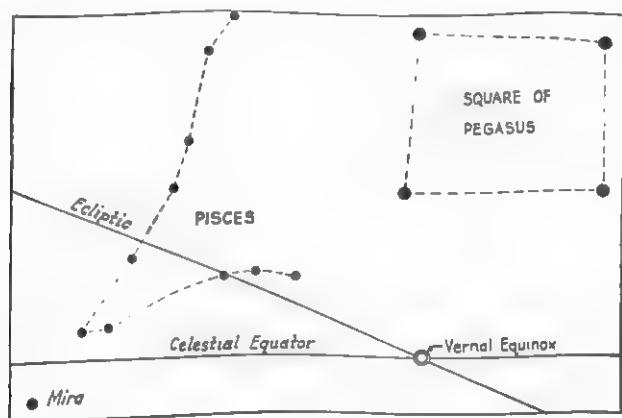 SQUARE OF
PEGASUS
Ecliptic
PISCES
Celestial Equator
Vernal Equinox
Mira